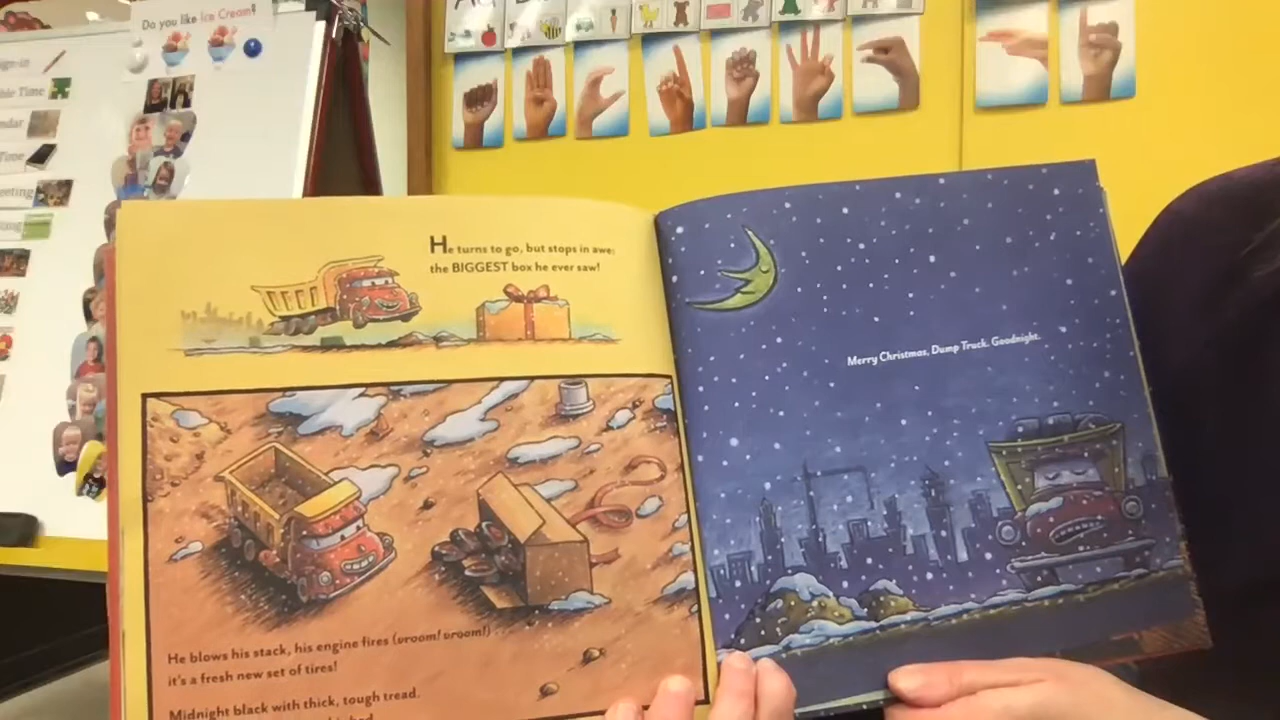 Do you like Ice Cream?
He turns to go, but stops in awe:
the BIGGEST box he ever saw!
He blows his stack, his engine fires (vroom! vroom!)
it's a fresh new set of tires!
Midnight black with thick, tough tread.
Merry Christmas, Dump Truck. Goodnight.